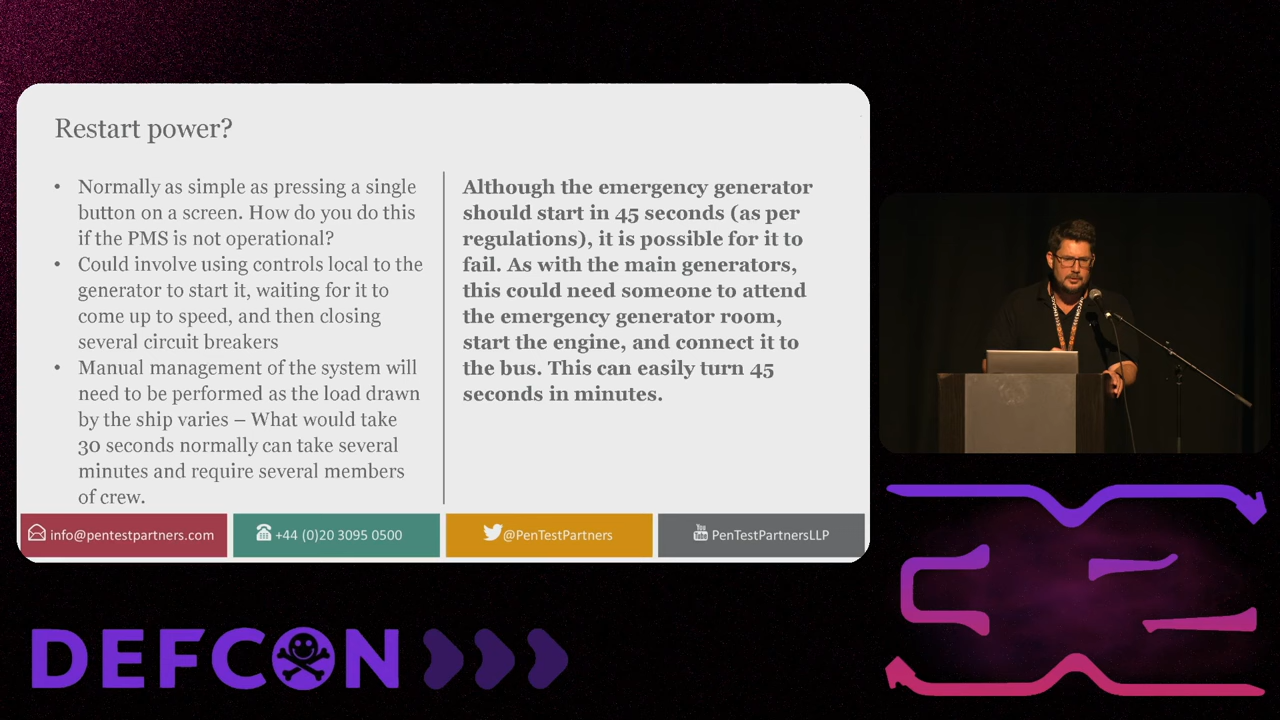 Restart power?
• Normally as simple as pressing a single
button on a screen. How do you do this
if the PMS is not operational?
• Could involve using controls local to the
generator to start it, waiting for it to
come up to speed, and then closing
several circuit breakers
• Manual management of the system will
need to be performed as the load drawn
by the ship varies – What would take
30 seconds normally can take several
minutes and require several members
of crew.
Although the emergency generator
should start in 45 seconds (as per
regulations), it is possible for it to
fail. As with the main generators,
this could need someone to attend
the emergency generator room,
start the engine, and connect it to
the bus. This can easily turn 45
seconds in minutes.
info@pentestpartners.com
+44 (0)20 3095 0500
@PenTestPartners
You Tube PenTestPartnersLLP
DEFCON